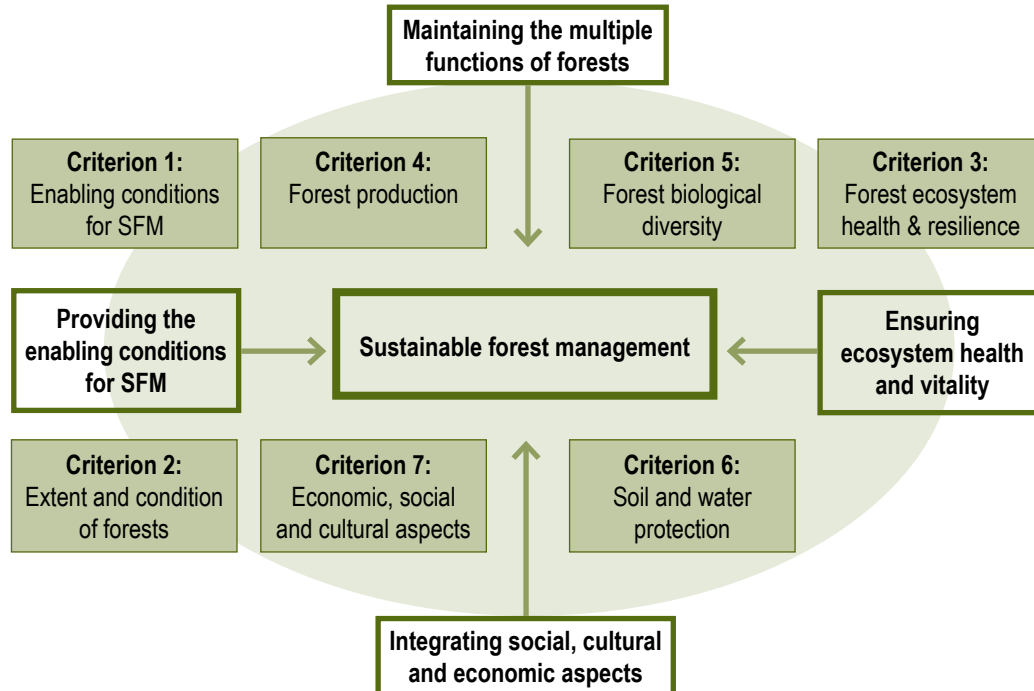 Maintaining the multiple
functions of forests
Criterion 1:
Enabling conditions
for SFM
Criterion 4:
Forest production
Criterion 5:
Forest biological
diversity
Criterion 3:
Forest ecosystem
health & resilience
Providing the
enabling conditions
for SFM
Sustainable forest management
Ensuring
ecosystem health
and vitality
Criterion 2:
Extent and condition
of forests
Criterion 7:
Economic, social
and cultural aspects
Criterion 6:
Soil and water
protection
Integrating social, cultural
and economic aspects